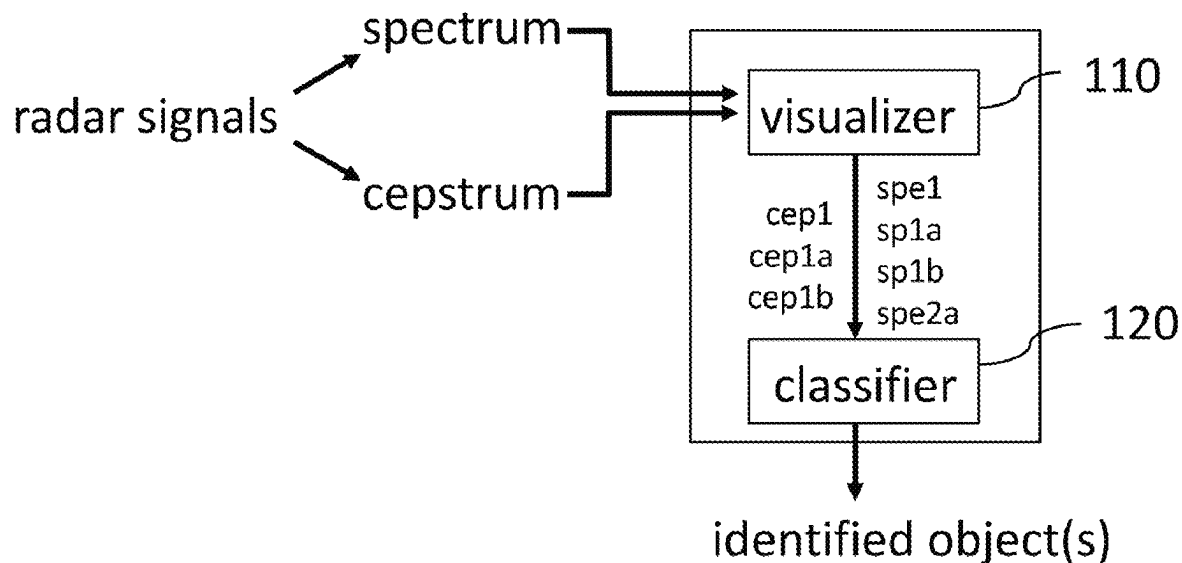 spectrum
110
radar signals
visualizer
cepstrum
spe1
cep1
sp1a
cep1a
sp1b
cep1b
spe2a
120
classifier
identified object(s)